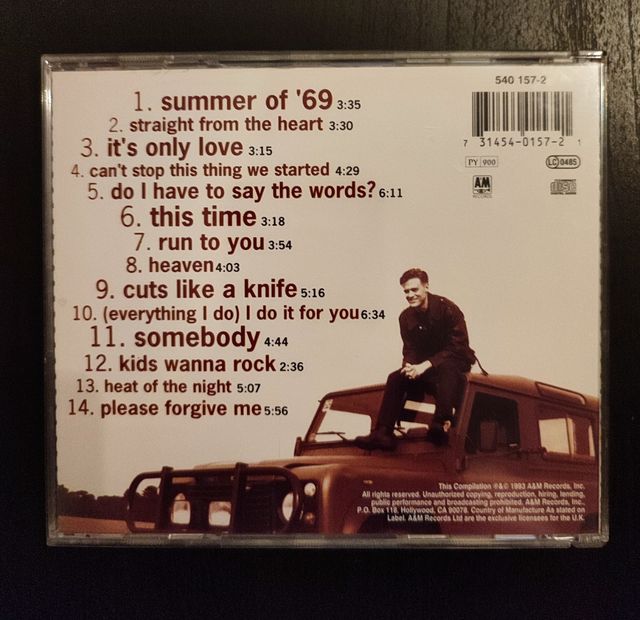 540 157-2
1. summer of '69 3:35
2. straight from the heart 3:30
3. it's only love 3:15
4. can't stop this thing we started 4:29
5. do I have to say the words? 6:11
6. this time 3:18
7. run to you 3:54
8. heaven 4:03
9. cuts like a knife 5:16
10. (everything I do) I do it for you 6:34
11. somebody 4:44
12. kids wanna rock 2:36
13. heat of the night 5:07
14. please forgive me 5:56
7 31454-0157-2 1
PY 900
LC 0485
AM
RECORDS
This Compilation ℗&© 1993 A&M Records, Inc.
All rights reserved. Unauthorized copying, reproduction, hiring, lending,
public performance and broadcasting prohibited. A&M Records, Inc.,
P.O. Box 118, Hollywood, CA 90078. Country of Manufacture As stated on
Label. A&M Records Ltd are the exclusive licensees for the U.K.